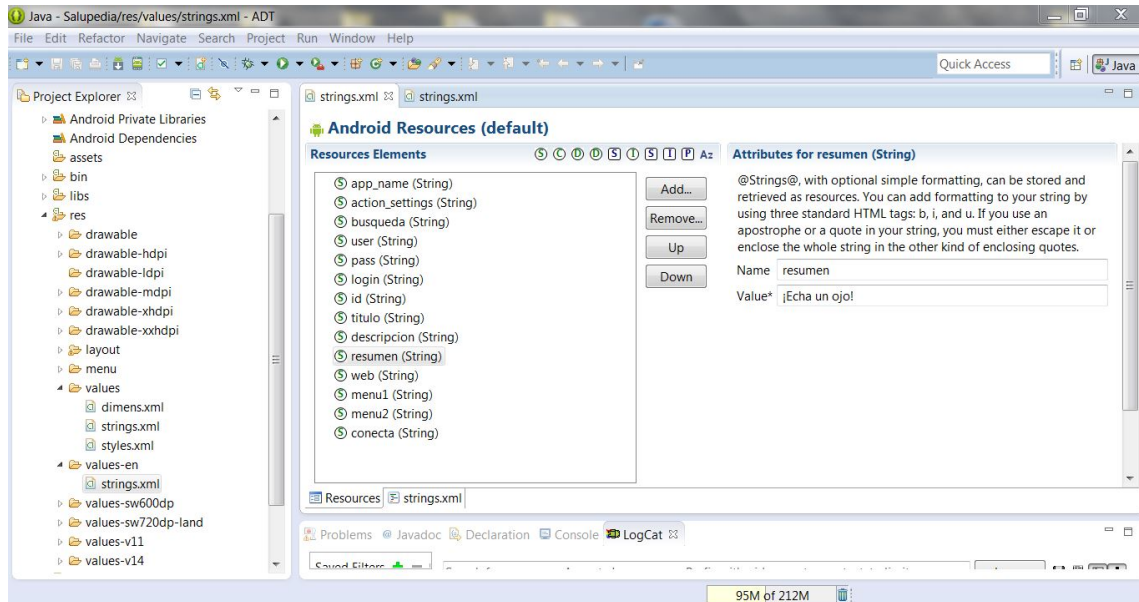 Java - Salupedia/res/values/strings.xml - ADT
File Edit Refactor Navigate Search Project Run Window Help
Quick Access
Java
Project Explorer
Android Private Libraries
Android Dependencies
assets
bin
libs
res
drawable
drawable-hdpi
drawable-ldpi
drawable-mdpi
drawable-xhdpi
drawable-xxhdpi
layout
menu
values
dimens.xml
strings.xml
styles.xml
values-en
strings.xml
values-sw600dp
values-sw720dp-land
values-v11
values-v14
strings.xml strings.xml
Android Resources (default)
Resources Elements
S C D D S I S I P Az
S app_name (String)
S action_settings (String)
S busqueda (String)
S user (String)
S pass (String)
S login (String)
S id (String)
S titulo (String)
S descripcion (String)
S resumen (String)
S web (String)
S menu1 (String)
S menu2 (String)
S conecta (String)
Add...
Remove...
Up
Down
Attributes for resumen (String)
@Strings@, with optional simple formatting, can be stored and
retrieved as resources. You can add formatting to your string by
using three standard HTML tags: b, i, and u. If you use an
apostrophe or a quote in your string, you must either escape it or
enclose the whole string in the other kind of enclosing quotes.
Name resumen
Value* ¡Echa un ojo!
Resources strings.xml
Problems @ Javadoc Declaration Console LogCat
Saved Filters
95M of 212M